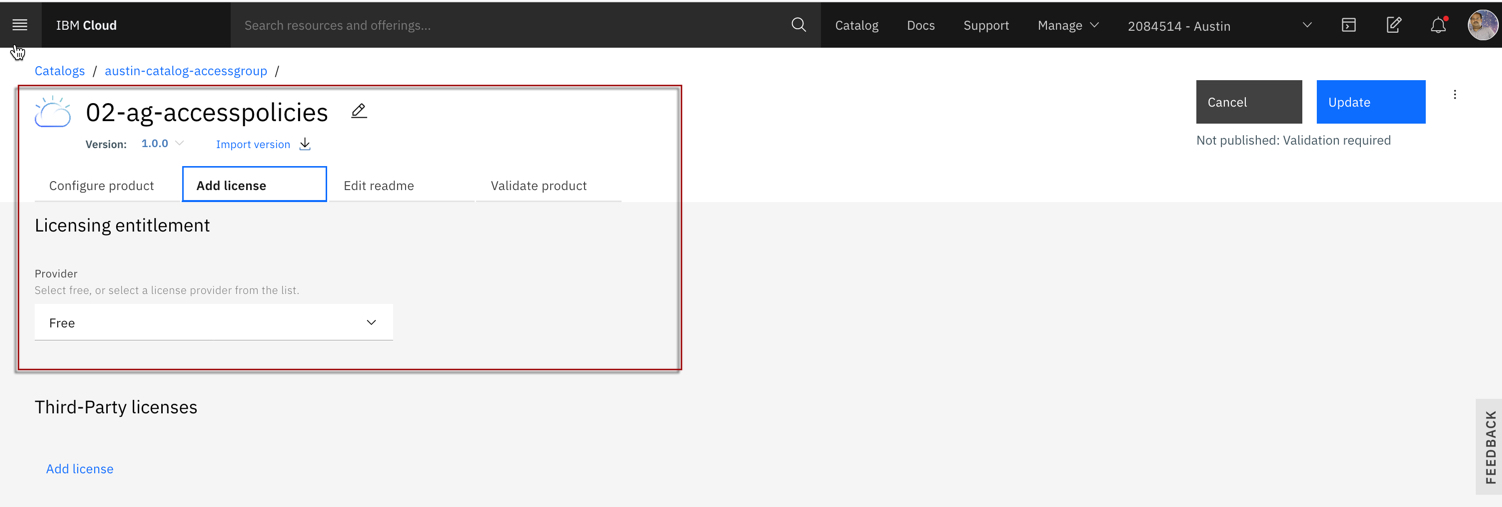 IBM Cloud Search resources and offerings... Catalog Docs Support Manage 2084514 - Austin
Catalogs / austin-catalog-accessgroup /
02-ag-accesspolicies
Cancel Update
Version: 1.0.0 Import version
Not published: Validation required
Configure product Add license Edit readme Validate product
Licensing entitlement
Provider
Select free, or select a license provider from the list.
Free
Third-Party licenses
Add license
FEEDBACK